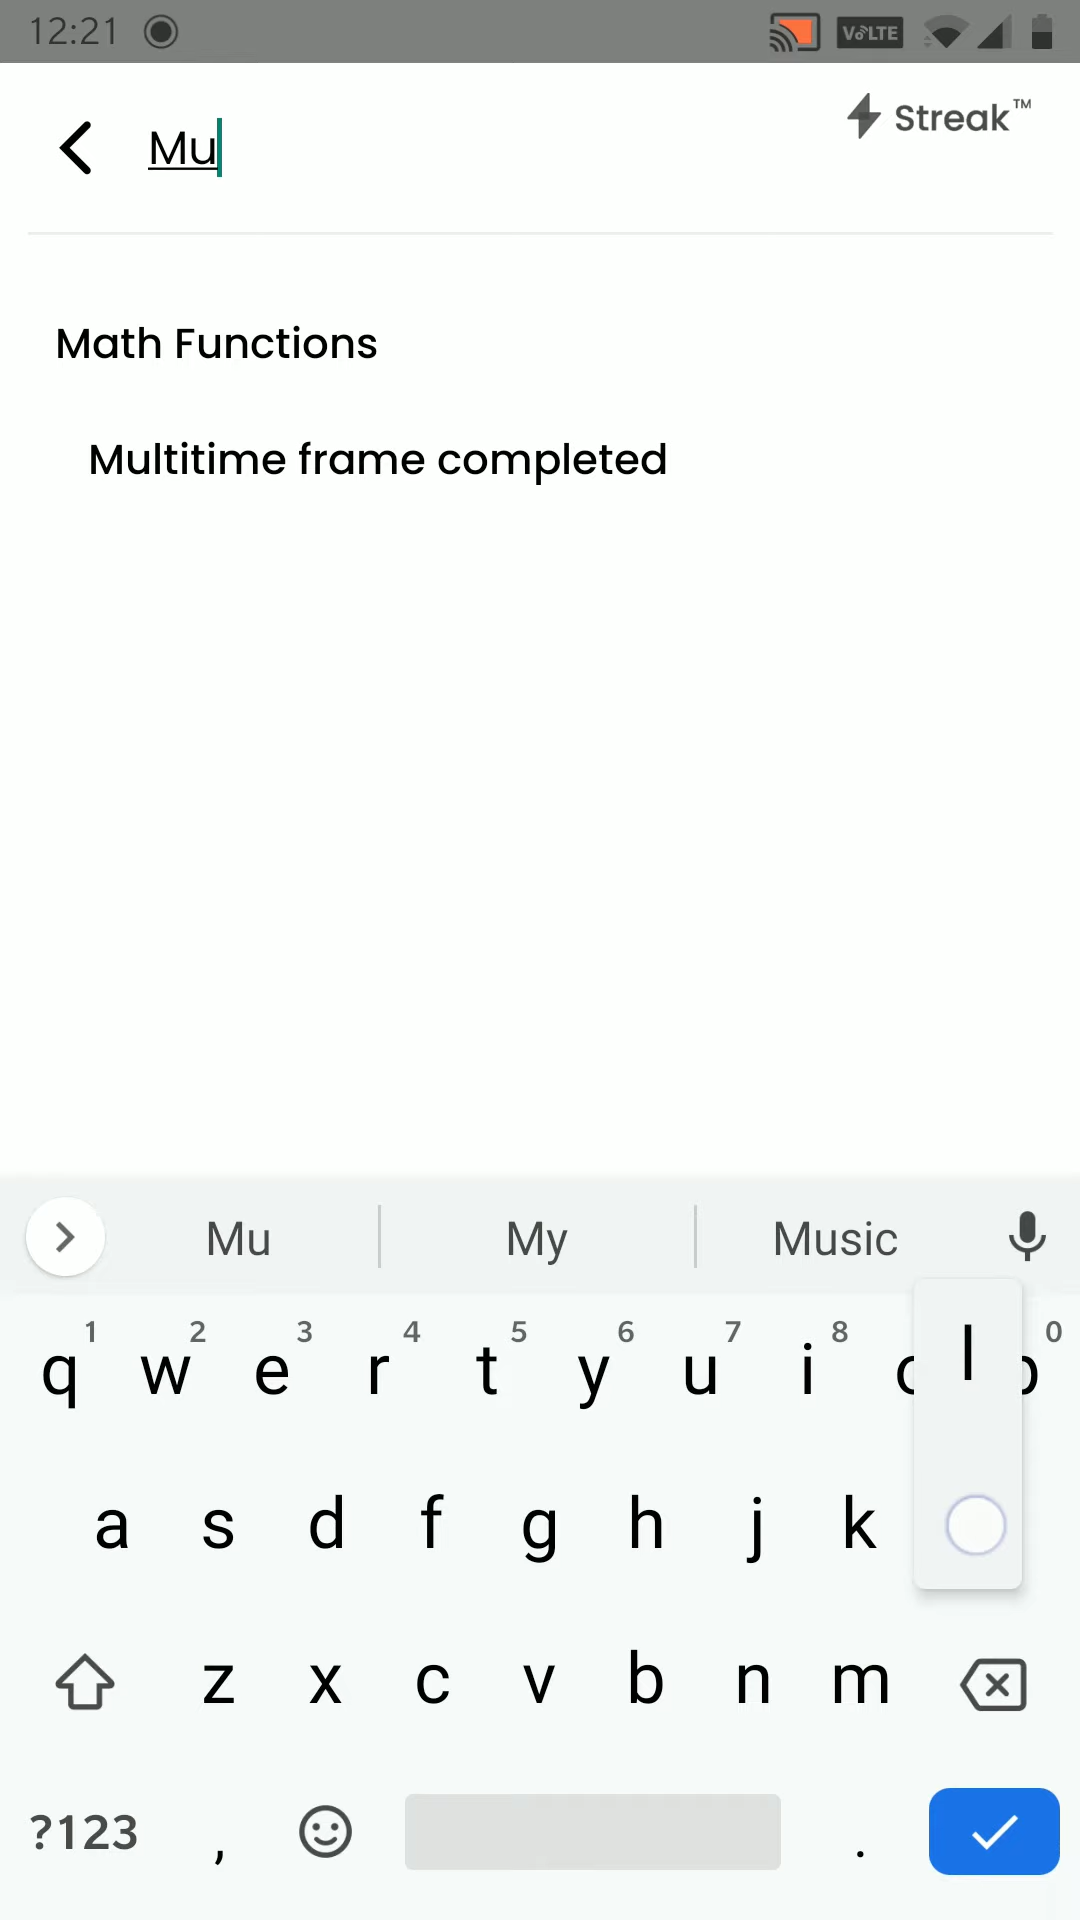 12:21
VoLTE
Mu
Streak™
Math Functions
Multitime frame completed
Mu My Music
1 2 3 4 5 6 7 8 0
q w e r t y u i l p
a s d f g h j k
z x c v b n m
?123 , .